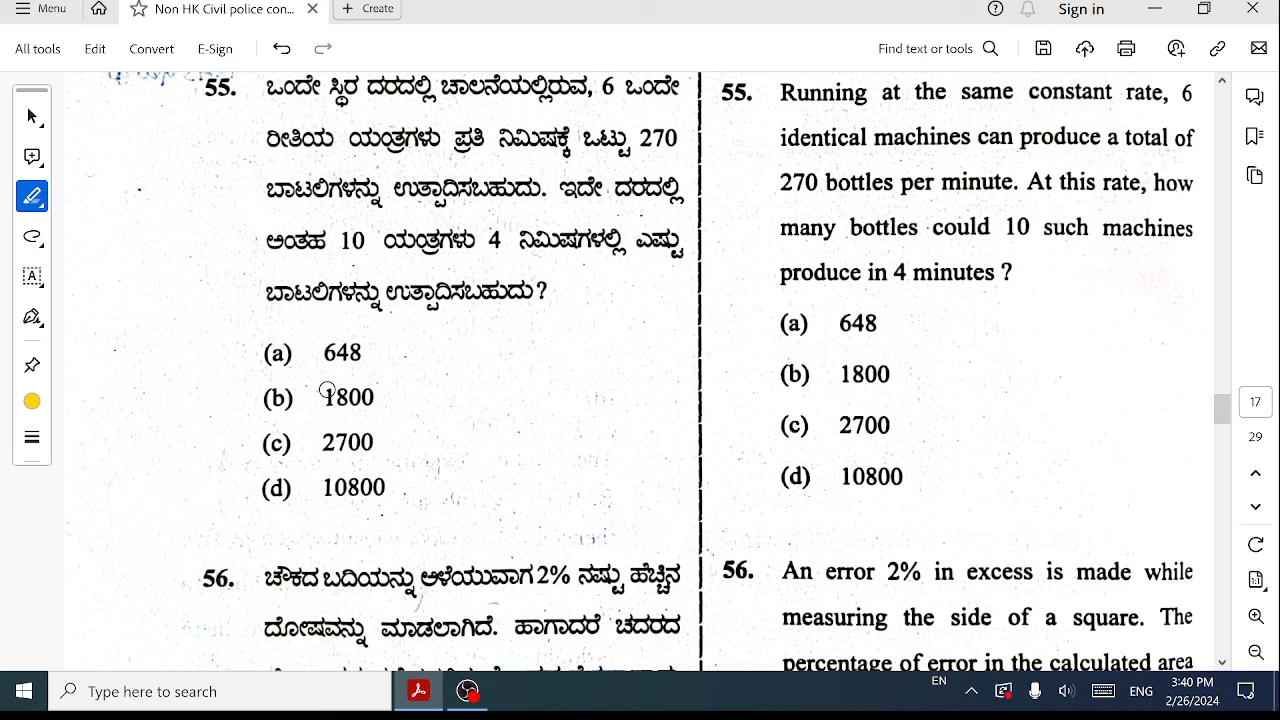 Menu
Non HK Civil police con...
+ Create
Sign in
All tools Edit Convert E-Sign
Find text or tools
55. ಒಂದೇ ಸ್ಥಿರ ದರದಲ್ಲಿ ಚಾಲನೆಯಲ್ಲಿರುವ, 6 ಒಂದೇ
ರೀತಿಯ ಯಂತ್ರಗಳು ಪ್ರತಿ ನಿಮಿಷಕ್ಕೆ ಒಟ್ಟು 270
ಬಾಟಲಿಗಳನ್ನು ಉತ್ಪಾದಿಸಬಹುದು. ಇದೇ ದರದಲ್ಲಿ
ಅಂತಹ 10 ಯಂತ್ರಗಳು 4 ನಿಮಿಷಗಳಲ್ಲಿ ಎಷ್ಟು
ಬಾಟಲಿಗಳನ್ನು ಉತ್ಪಾದಿಸಬಹುದು?
(a) 648
(b) 1800
(c) 2700
(d) 10800
56. ಚೌಕದ ಬದಿಯನ್ನು ಅಳೆಯುವಾಗ 2% ನಷ್ಟು ಹೆಚ್ಚಿನ
ದೋಷವನ್ನು ಮಾಡಲಾಗಿದೆ. ಹಾಗಾದರೆ ಚದರದ
55. Running at the same constant rate, 6
identical machines can produce a total of
270 bottles per minute. At this rate, how
many bottles could 10 such machines
produce in 4 minutes ?
(a) 648
(b) 1800
(c) 2700
(d) 10800
56. An error 2% in excess is made while
measuring the side of a square. The
percentage of error in the calculated area
17
29
Type here to search
EN
ENG
3:40 PM
2/26/2024